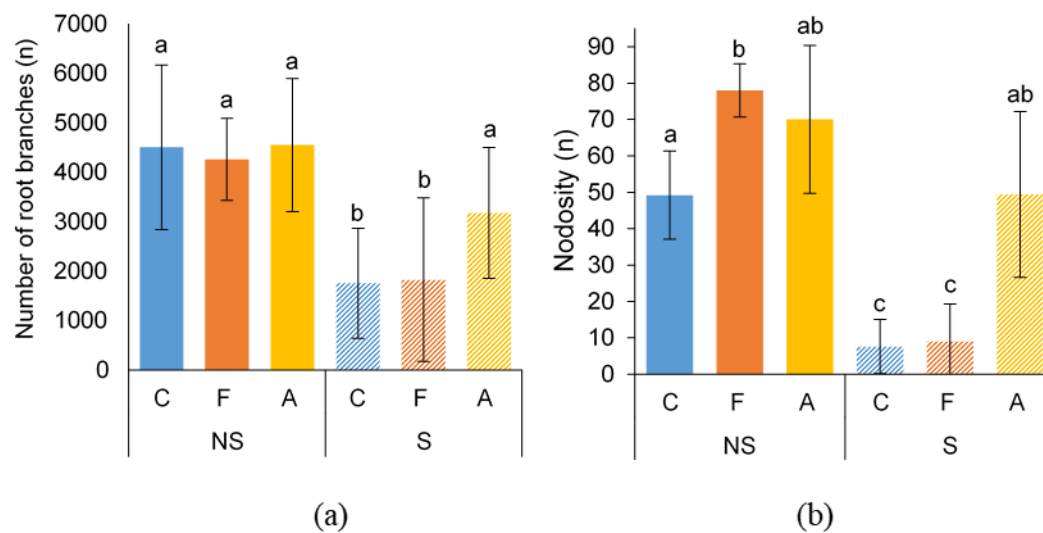 Number of root branches (n)
7000
6000
5000
4000
3000
2000
1000
0
a
a
a
b
b
a
C
F
A
C
F
A
NS
S
(a)
Nodosity (n)
90
80
70
60
50
40
30
20
10
0
a
b
ab
c
c
ab
C
F
A
C
F
A
NS
S
(b)